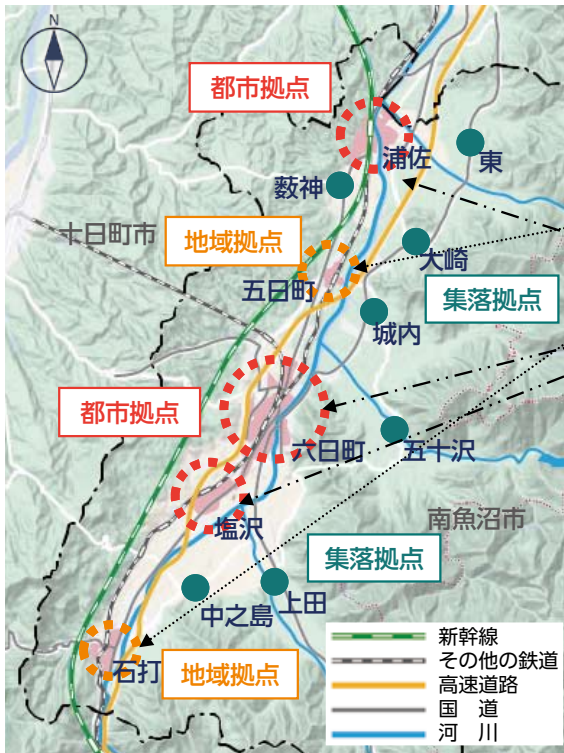 N
都市拠点
浦佐
東
薮神
十日町市
地域拠点
大崎
五日町
集落拠点
城内
都市拠点
六日町
五十沢
塩沢
南魚沼市
集落拠点
中之島
上田
石打
地域拠点
新幹線
その他の鉄道
高速道路
国　道
河　川